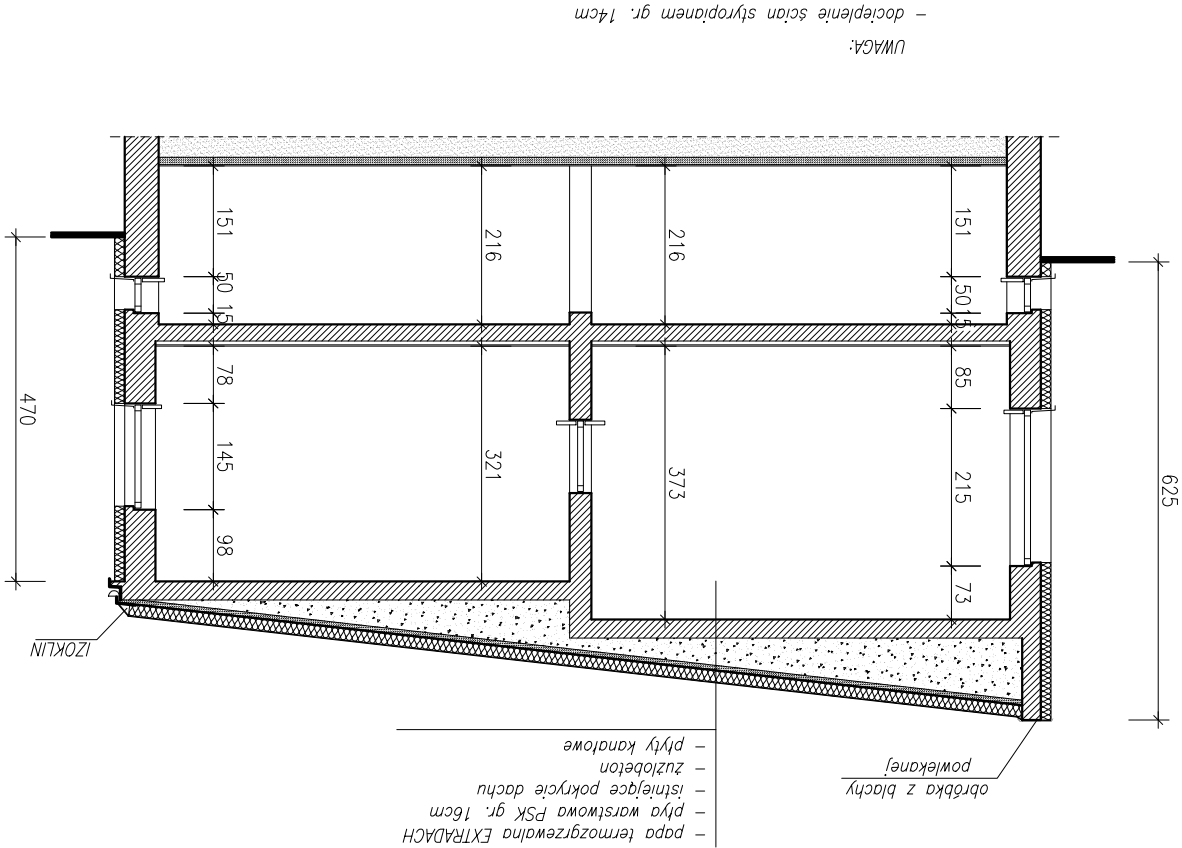 - papa termozgrzewalna EXTRADACH
- płya warstwowa PSK gr. 16cm
- istniejące pokrycie dachu
- żużlobeton
- płyty kanałowe
obróbka z blachy
powlekanej
IZOKLIN
625
73
215
85
15
50
151
373
216
321
216
98
145
78
15
50
151
470
UWAGA:
- docieplenie ścian styropianem gr. 14cm